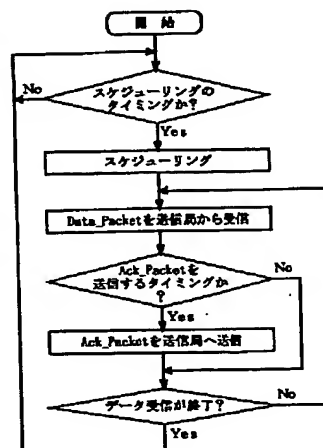 開 始
スケジューリングの
タイミングか?
No
Yes
スケジューリング
Data_Packetを送信局から受信
Ack_Packetを
送信するタイミングか
?
No
Yes
Ack_Packetを送信局へ送信
データ受信が終了?
No
Yes